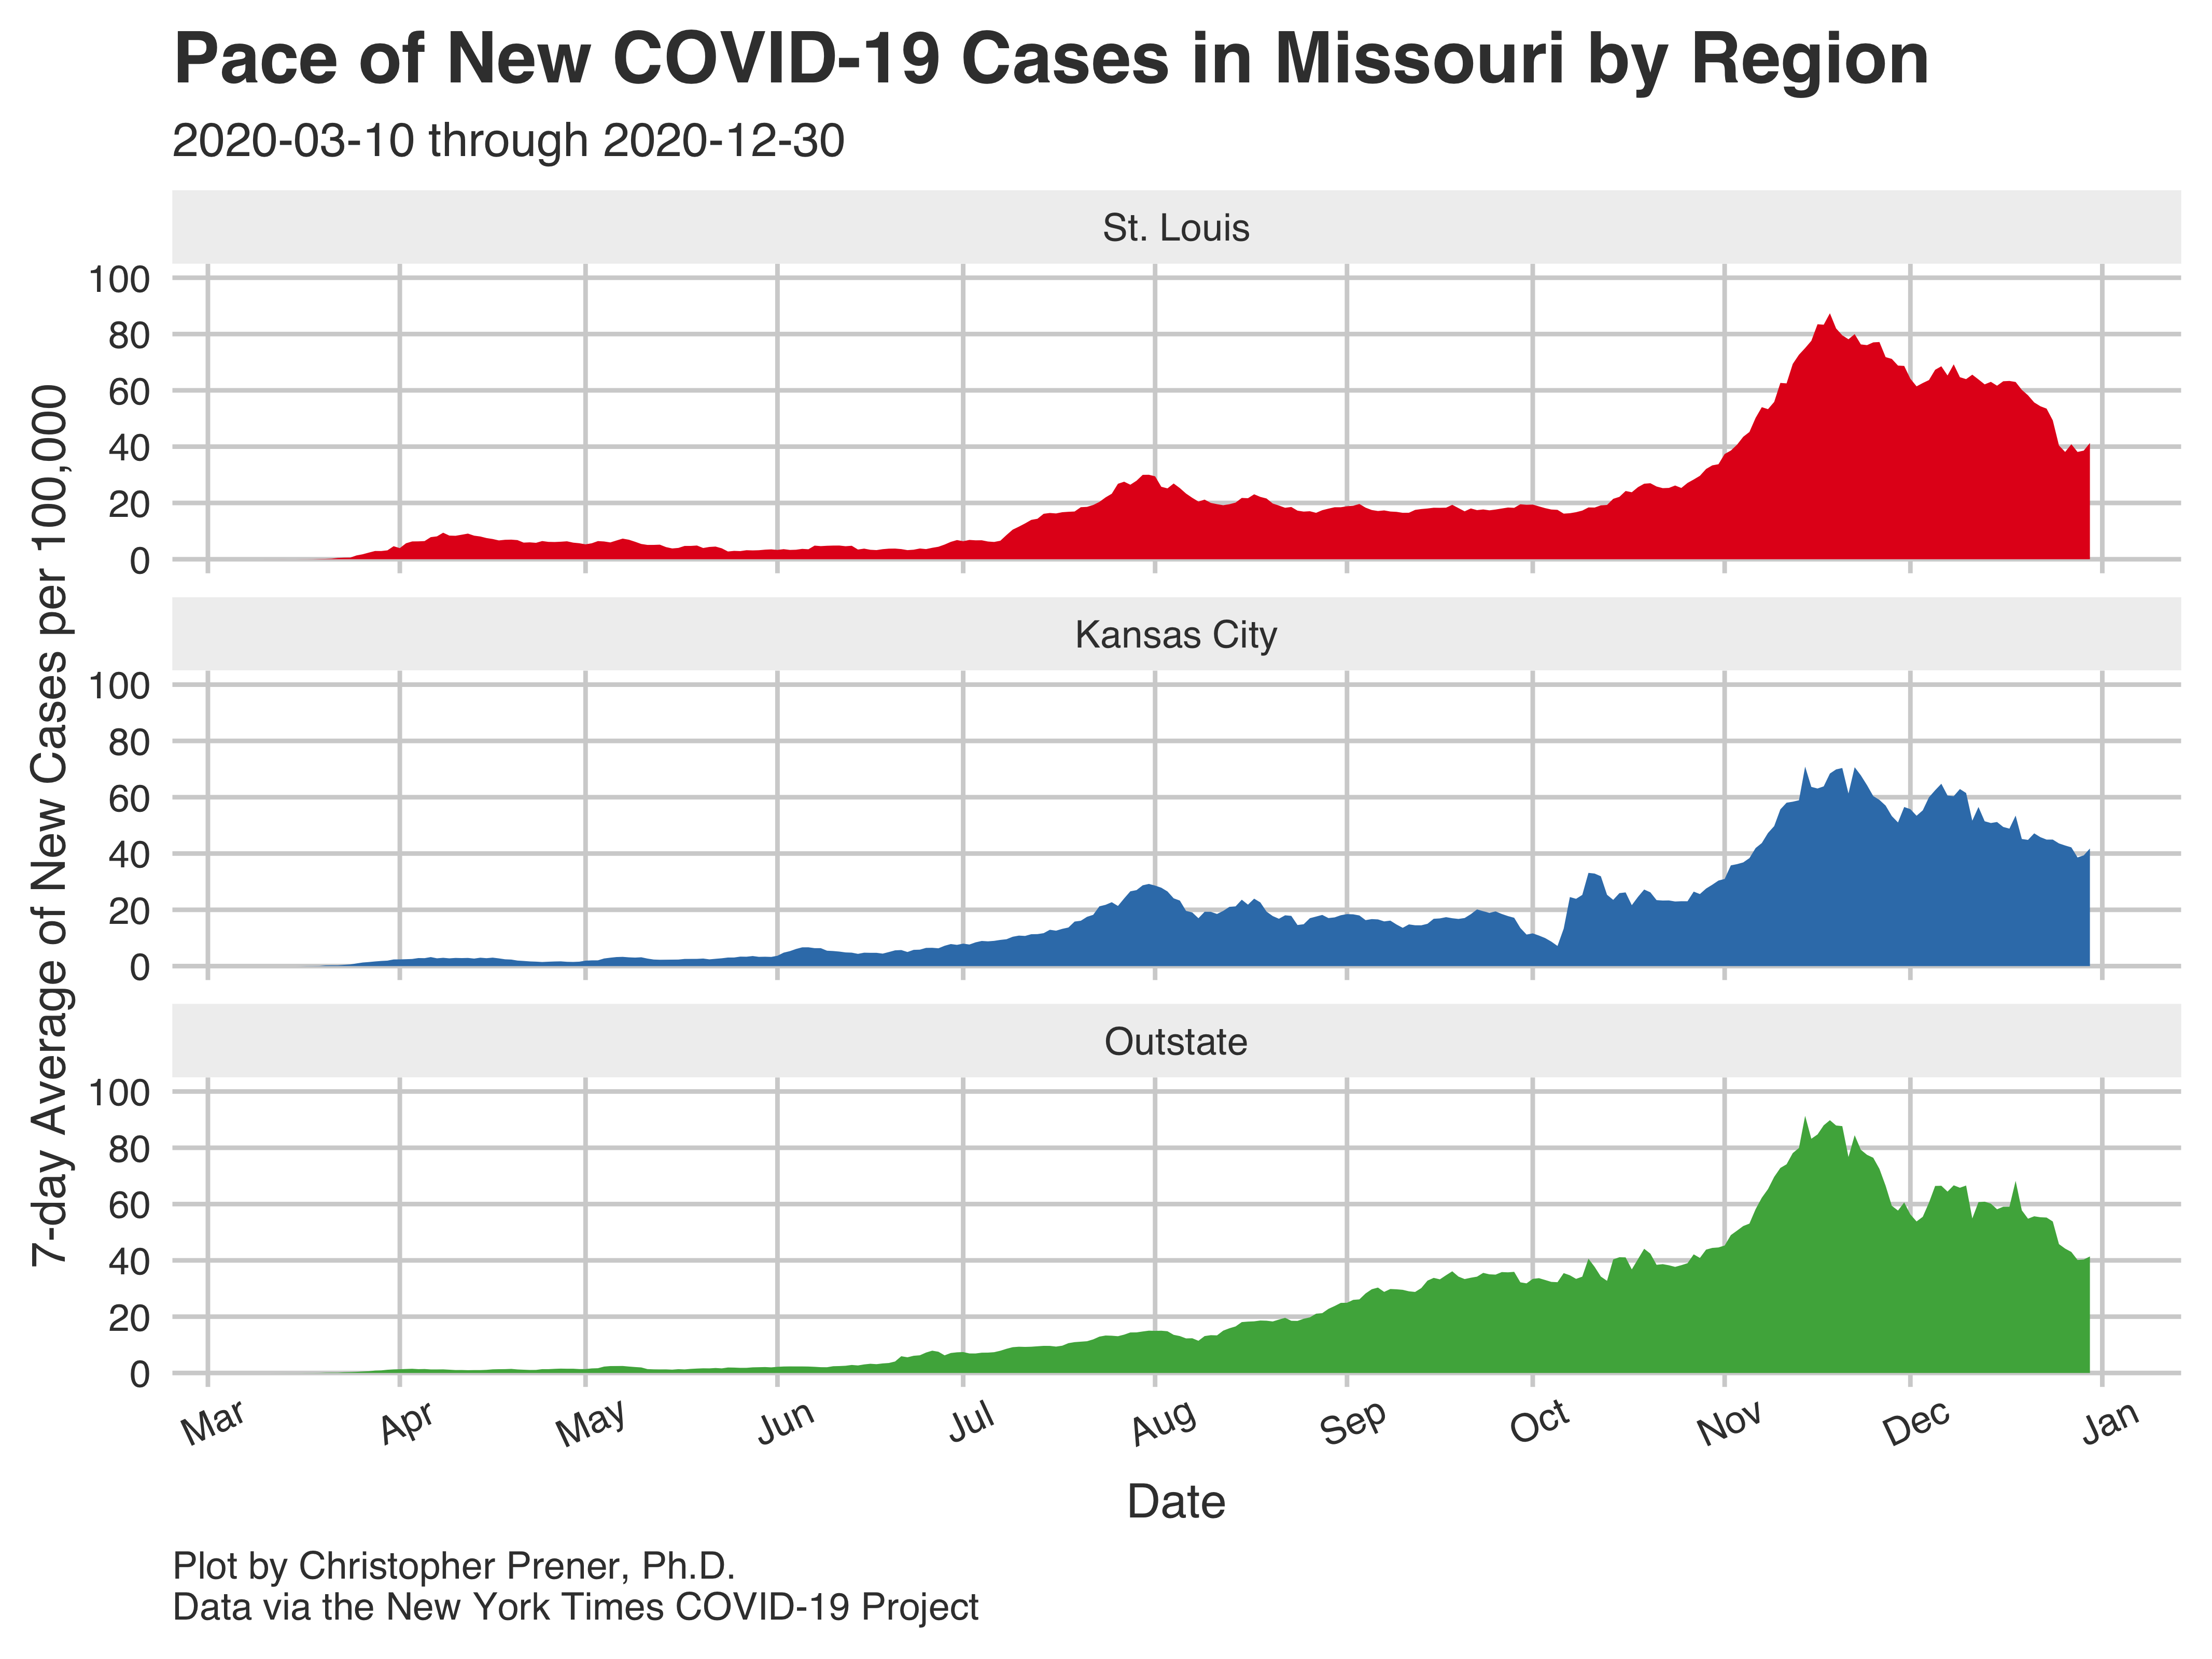 Pace of New COVID-19 Cases in Missouri by Region
2020-03-10 through 2020-12-30
7-day Average of New Cases per 100,000
St. Louis
100
80
60
40
20
0
Kansas City
100
80
60
40
20
0
Outstate
100
80
60
40
20
0
Mar Apr May Jun Jul Aug Sep Oct Nov Dec Jan
Date
Plot by Christopher Prener, Ph.D.
Data via the New York Times COVID-19 Project